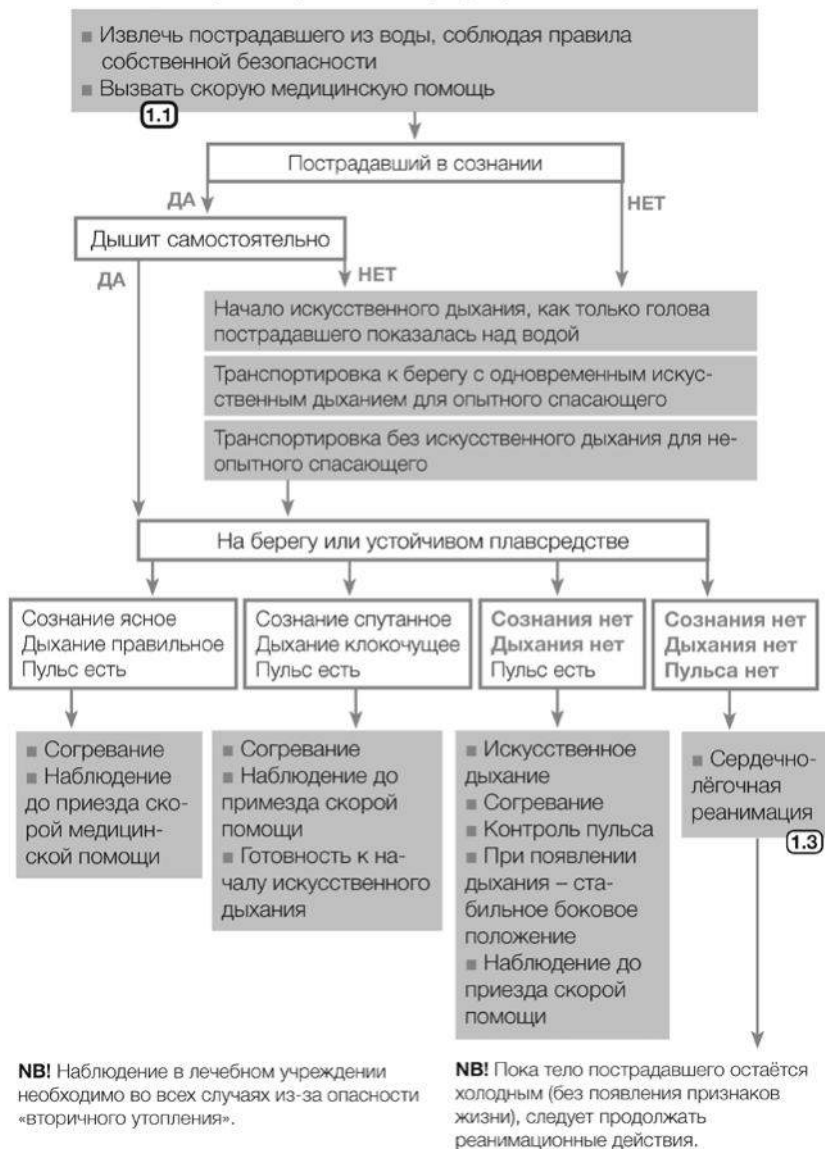 ■ Извлечь пострадавшего из воды, соблюдая правила
собственной безопасности
■ Вызвать скорую медицинскую помощь
1.1
Пострадавший в сознании
ДА
НЕТ
Дышит самостоятельно
ДА
НЕТ
Начало искусственного дыхания, как только голова
пострадавшего показалась над водой
Транспортировка к берегу с одновременным искус-
ственным дыханием для опытного спасающего
Транспортировка без искусственного дыхания для не-
опытного спасающего
На берегу или устойчивом плавсредстве
Сознание ясное
Дыхание правильное
Пульс есть
Сознание спутанное
Дыхание клокочущее
Пульс есть
Сознания нет
Дыхания нет
Пульс есть
Сознания нет
Дыхания нет
Пульса нет
■ Согревание
■ Наблюдение
до приезда ско-
рой медицин-
ской помощи
■ Согревание
■ Наблюдение до
примезда скорой
помощи
■ Готовность к на-
чалу искусственного
дыхания
■ Искусственное
дыхание
■ Согревание
■ Контроль пульса
■ При появлении
дыхания – ста-
бильное боковое
положение
■ Наблюдение до
приезда скорой
помощи
■ Сердечно-
лёгочная
реанимация
1.3
NB! Наблюдение в лечебном учреждении
необходимо во всех случаях из-за опасности
«вторичного утопления».
NB! Пока тело пострадавшего остаётся
холодным (без появления признаков
жизни), следует продолжать
реанимационные действия.